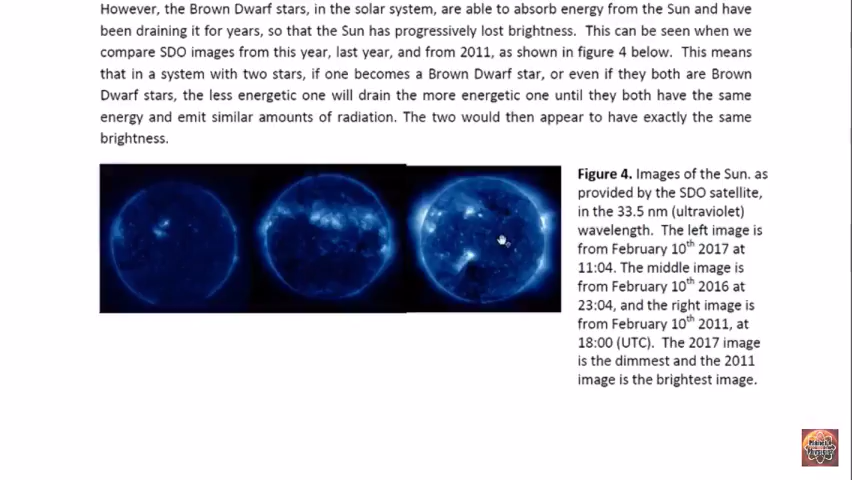 However, the Brown Dwarf stars, in the solar system, are able to absorb energy from the Sun and have
been draining it for years, so that the Sun has progressively lost brightness. This can be seen when we
compare SDO images from this year, last year, and from 2011, as shown in figure 4 below. This means
that in a system with two stars, if one becomes a Brown Dwarf star, or even if they both are Brown
Dwarf stars, the less energetic one will drain the more energetic one until they both have the same
energy and emit similar amounts of radiation. The two would then appear to have exactly the same
brightness.
Figure 4. Images of the Sun. as
provided by the SDO satellite,
in the 33.5 nm (ultraviolet)
wavelength. The left image is
from February 10th 2017 at
11:04. The middle image is
from February 10th 2016 at
23:04, and the right image is
from February 10th 2011, at
18:00 (UTC). The 2017 image
is the dimmest and the 2011
image is the brightest image.